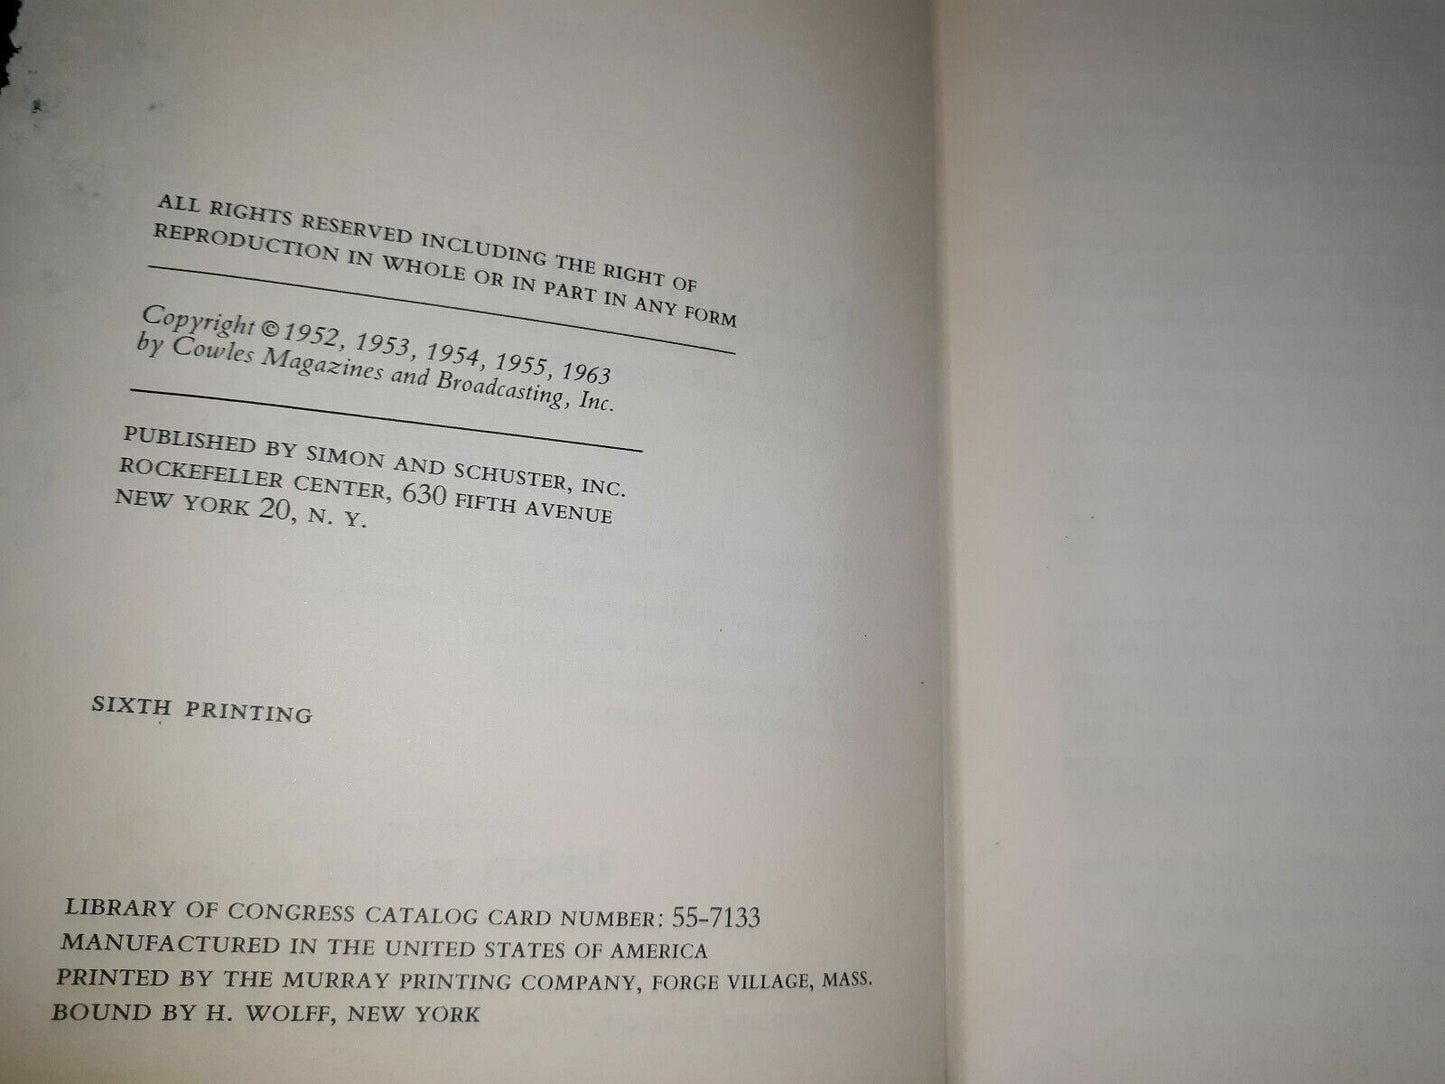 ALL RIGHTS RESERVED INCLUDING THE RIGHT OF
REPRODUCTION IN WHOLE OR IN PART IN ANY FORM
Copyright © 1952, 1953, 1954, 1955, 1963
by Cowles Magazines and Broadcasting, Inc.
PUBLISHED BY SIMON AND SCHUSTER, INC.
ROCKEFELLER CENTER, 630 FIFTH AVENUE
NEW YORK 20, N. Y.
SIXTH PRINTING
LIBRARY OF CONGRESS CATALOG CARD NUMBER: 55-7133
MANUFACTURED IN THE UNITED STATES OF AMERICA
PRINTED BY THE MURRAY PRINTING COMPANY, FORGE VILLAGE, MASS.
BOUND BY H. WOLFF, NEW YORK